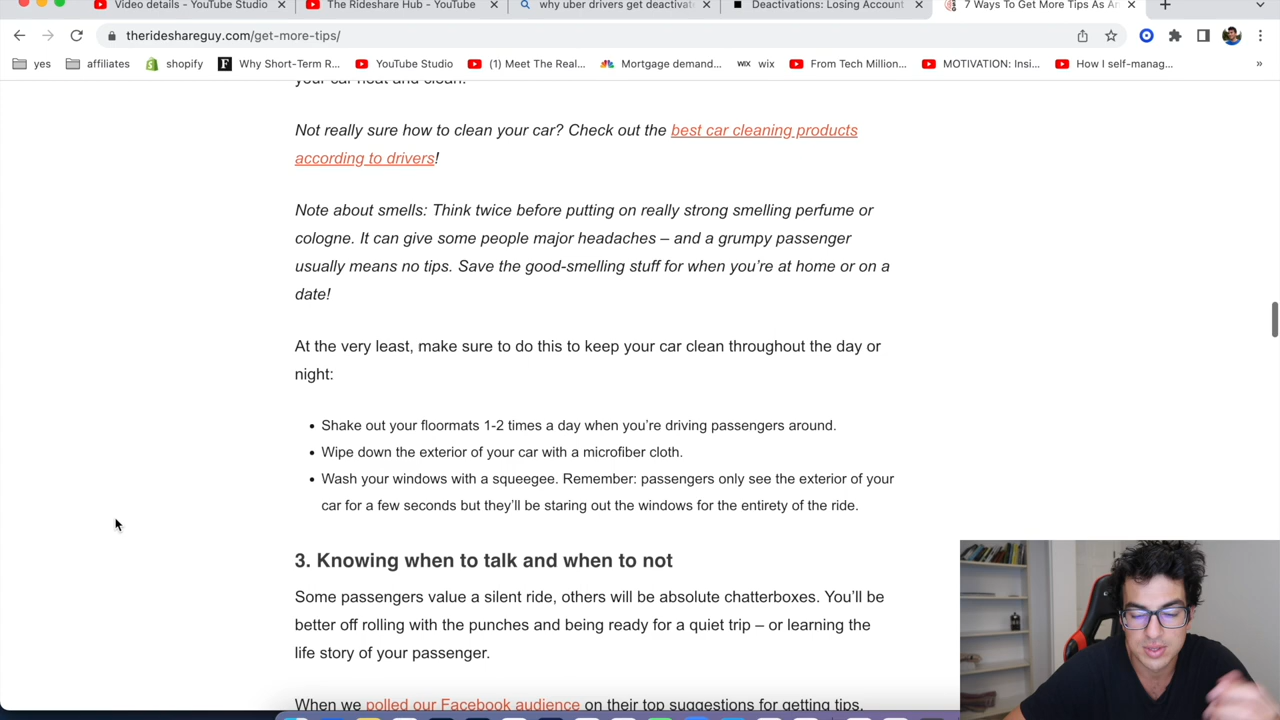 Video details - YouTube Studio
The Rideshare Hub - YouTube
why uber drivers get deactivat
Deactivations: Losing Account
7 Ways To Get More Tips As An
therideshareguy.com/get-more-tips/
yes
affiliates
shopify
Why Short-Term R...
YouTube Studio
(1) Meet The Real...
Mortgage demand...
WIX wix
From Tech Million...
MOTIVATION: Insi...
How I self-manag...
»
your car neat and clean.
Not really sure how to clean your car? Check out the best car cleaning products
according to drivers!
Note about smells: Think twice before putting on really strong smelling perfume or
cologne. It can give some people major headaches – and a grumpy passenger
usually means no tips. Save the good-smelling stuff for when you’re at home or on a
date!
At the very least, make sure to do this to keep your car clean throughout the day or
night:
• Shake out your floormats 1-2 times a day when you’re driving passengers around.
• Wipe down the exterior of your car with a microfiber cloth.
• Wash your windows with a squeegee. Remember: passengers only see the exterior of your
car for a few seconds but they’ll be staring out the windows for the entirety of the ride.
3. Knowing when to talk and when to not
Some passengers value a silent ride, others will be absolute chatterboxes. You’ll be
better off rolling with the punches and being ready for a quiet trip – or learning the
life story of your passenger.
When we polled our Facebook audience on their top suggestions for getting tips,